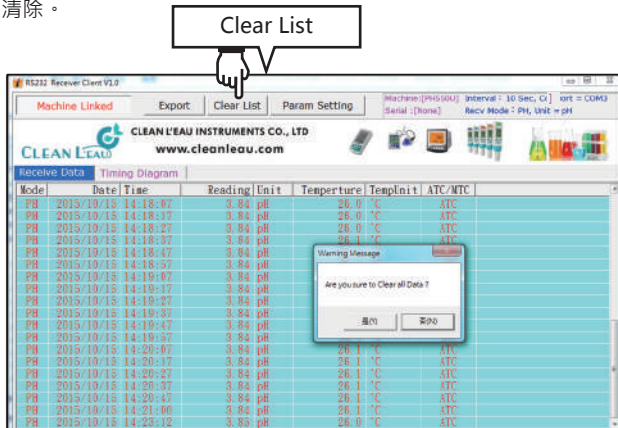 清除。
Clear List
RS232 Receiver Client V1.0
Machine Linked Export Clear List Param Setting
Interval : 10 Sec, C( ] ort = COM3
Serial :[None] Recv Mode : PH, Unit = pH
CLEAN L'EAU
CLEAN L'EAU INSTRUMENTS CO., LTD
www.cleanleau.com
Receive Data Timing Diagram
Mode Date Time Reading Unit Temperture TempUnit ATC/MTC
PH 2015/10/15 14:18:07 3.84 pH 26.0 °C ATC
PH 2015/10/15 14:18:17 3.84 pH 26.0 °C ATC
PH 2015/10/15 14:18:27 3.84 pH 26.0 °C ATC
PH 2015/10/15 14:18:37 3.84 pH 26.1 °C ATC
PH 2015/10/15 14:18:47 3.84 pH
PH 2015/10/15 14:18:57 3.84 pH
PH 2015/10/15 14:19:07 3.84 pH
PH 2015/10/15 14:19:17 3.84 pH
PH 2015/10/15 14:19:27 3.84 pH
PH 2015/10/15 14:19:37 3.84 pH
PH 2015/10/15 14:19:47 3.84 pH
PH 2015/10/15 14:19:57 3.84 pH
PH 2015/10/15 14:20:07 3.84 pH 26.1 °C ATC
PH 2015/10/15 14:20:17 3.84 pH 26.1 °C ATC
PH 2015/10/15 14:20:27 3.84 pH 26.1 °C ATC
PH 2015/10/15 14:20:37 3.84 pH 26.1 °C ATC
PH 2015/10/15 14:20:47 3.84 pH 26.1 °C ATC
PH 2015/10/15 14:21:00 3.84 pH 26.1 °C ATC
PH 2015/10/15 14:23:12 3.85 pH 26.0 °C ATC
Warning Message
Are you sure to Clear all Data ?
是(Y) 否(N)